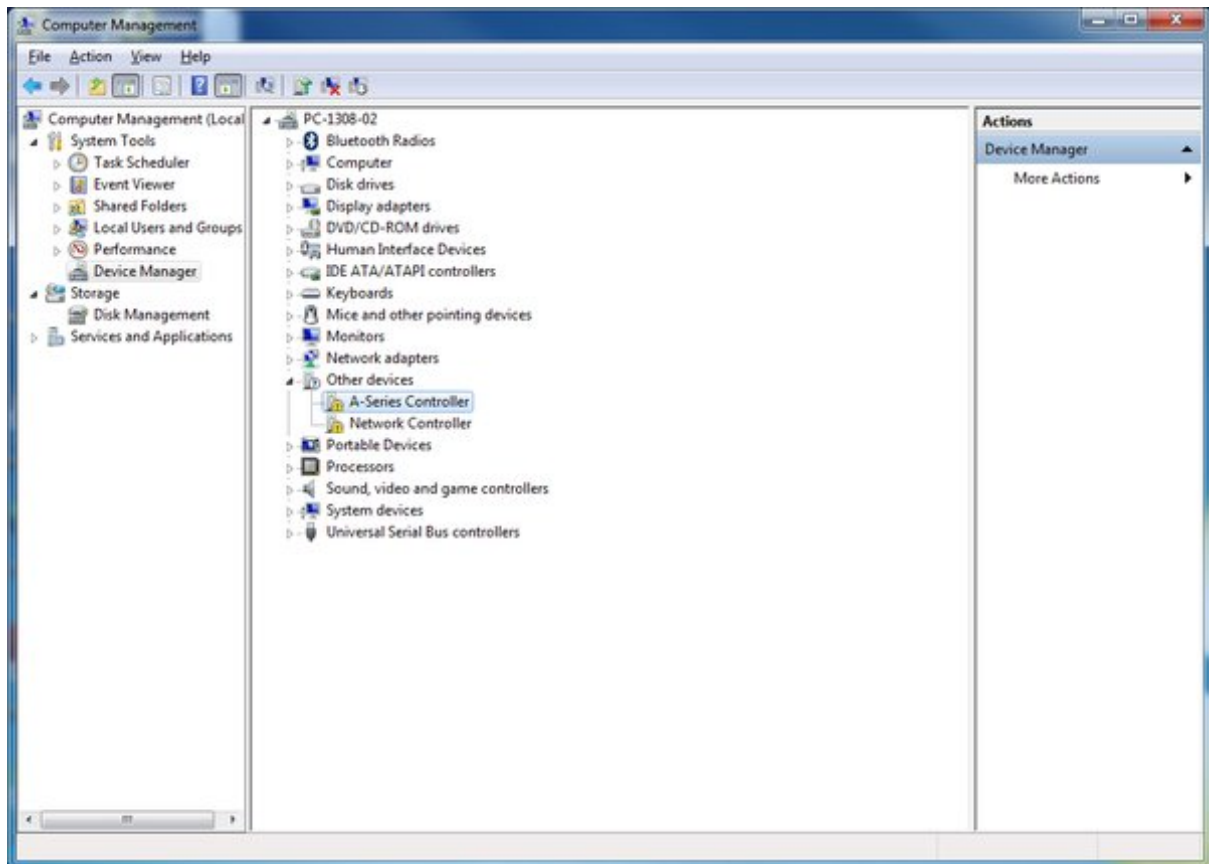 Computer Management
File Action View Help
Computer Management (Local
System Tools
Task Scheduler
Event Viewer
Shared Folders
Local Users and Groups
Performance
Device Manager
Storage
Disk Management
Services and Applications
PC-1308-02
Bluetooth Radios
Computer
Disk drives
Display adapters
DVD/CD-ROM drives
Human Interface Devices
IDE ATA/ATAPI controllers
Keyboards
Mice and other pointing devices
Monitors
Network adapters
Other devices
A-Series Controller
Network Controller
Portable Devices
Processors
Sound, video and game controllers
System devices
Universal Serial Bus controllers
Actions
Device Manager
More Actions